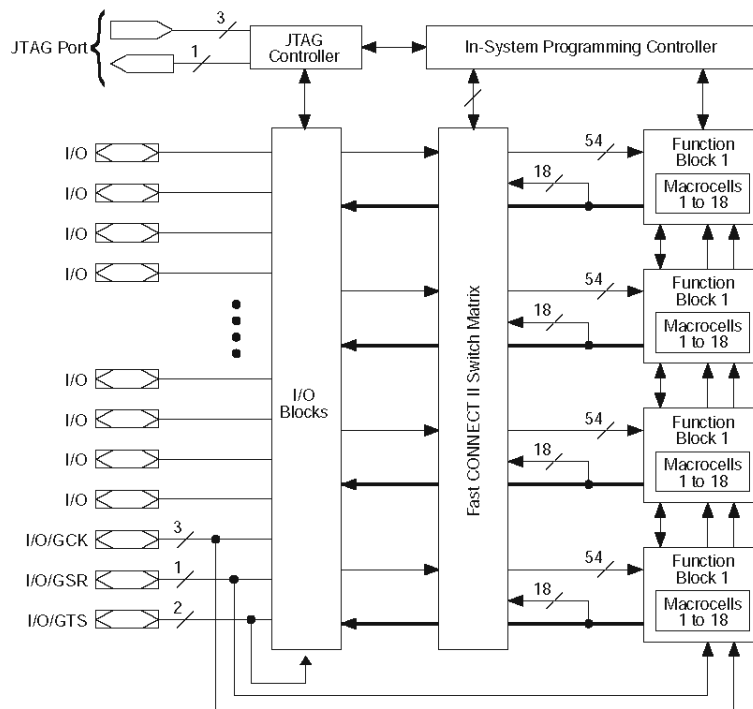 JTAG Port
3
1
JTAG
Controller
In-System Programming Controller
I/O
I/O
I/O
I/O
I/O
I/O
I/O
I/O
I/O/GCK
3
I/O/GSR
1
I/O/GTS
2
I/O
Blocks
Fast CONNECT II Switch Matrix
54
18
Function
Block 1
Macrocells
1 to 18
54
18
Function
Block 1
Macrocells
1 to 18
54
18
Function
Block 1
Macrocells
1 to 18
54
18
Function
Block 1
Macrocells
1 to 18